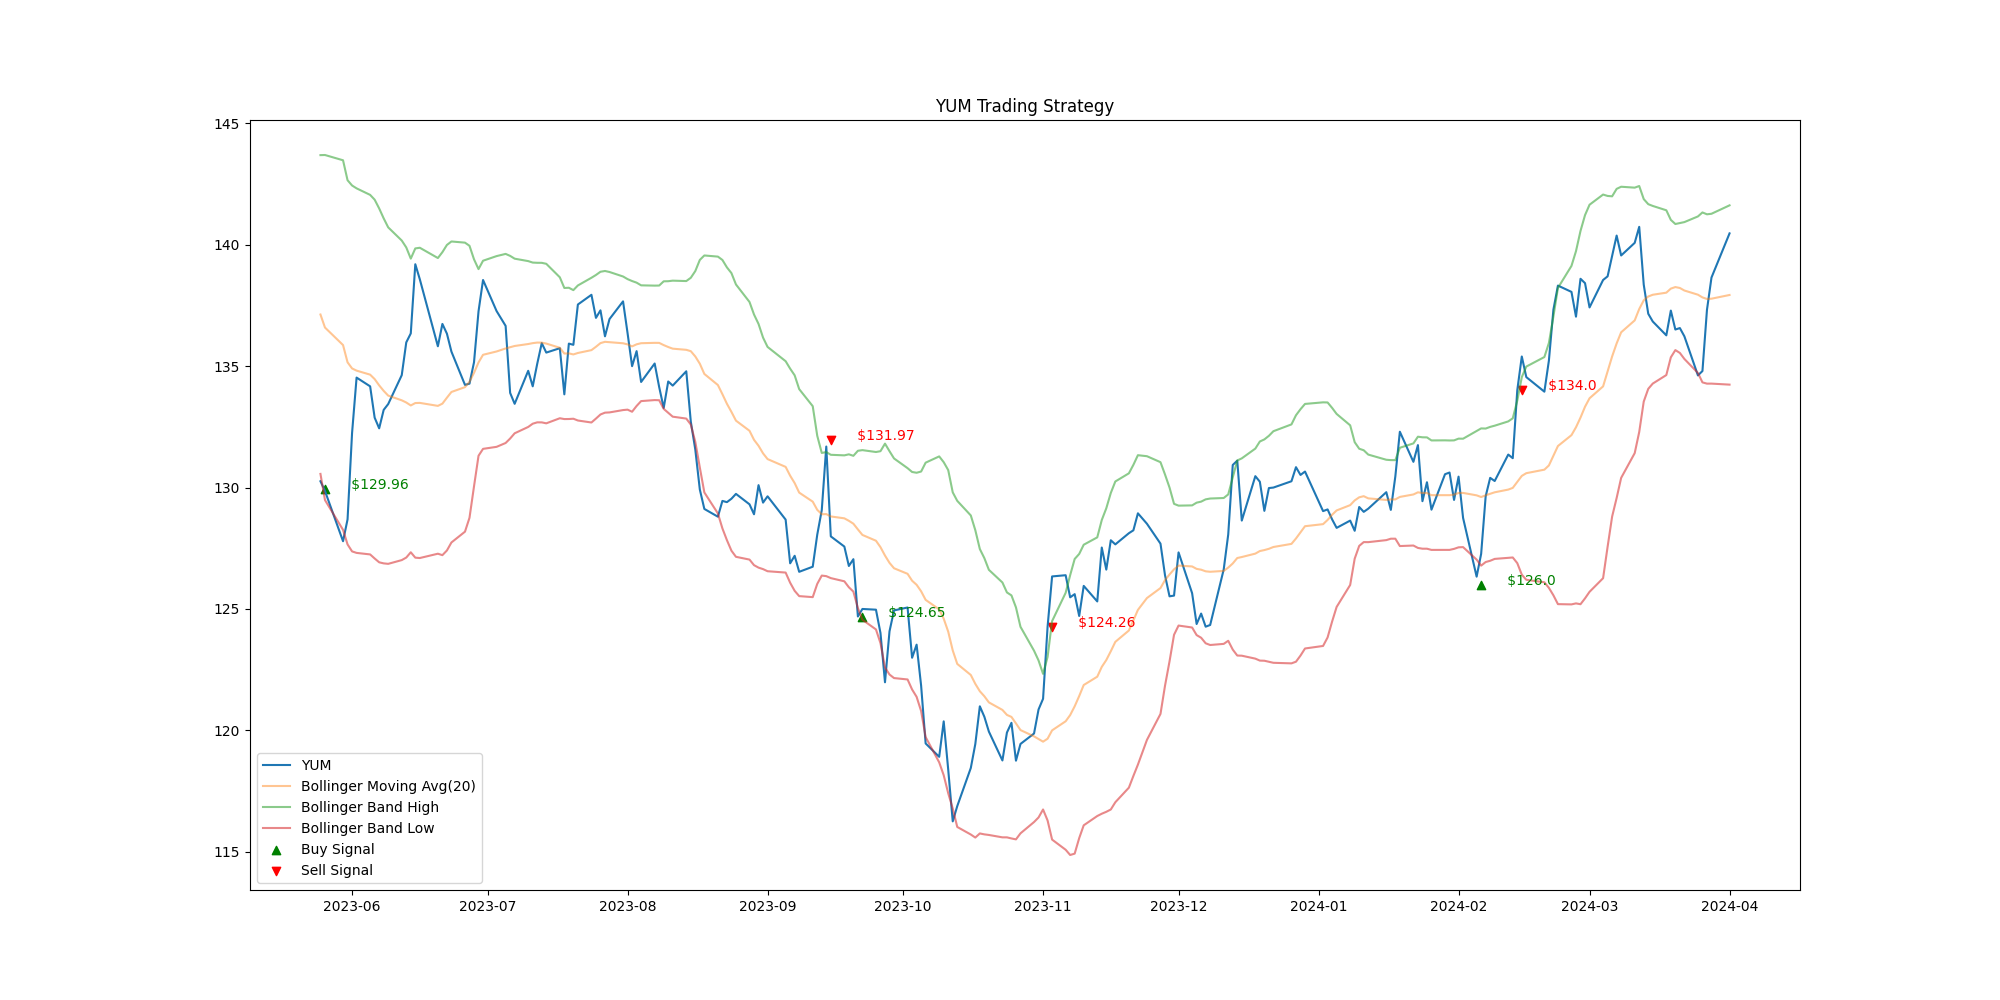 YUM Trading Strategy
145
140
135
130
125
120
115
$131.97
$134.0
$129.96
$124.65
$124.26
$126.0
YUM
Bollinger Moving Avg(20)
Bollinger Band High
Bollinger Band Low
Buy Signal
Sell Signal
2023-06 2023-07 2023-08 2023-09 2023-10 2023-11 2023-12 2024-01 2024-02 2024-03 2024-04